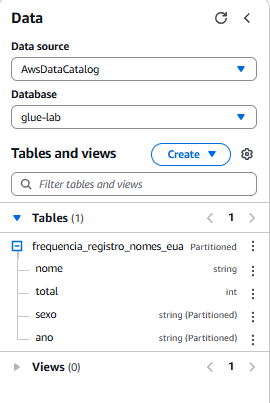 Data
Data source
AwsDataCatalog
Database
glue-lab
Tables and views
Create
Filter tables and views
Tables (1)
1
frequencia_registro_nomes_eua Partitioned
nome string
total int
sexo string (Partitioned)
ano string (Partitioned)
Views (0)
1